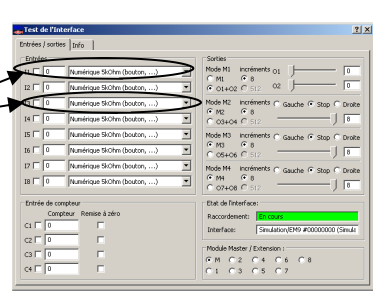 Test de l'Interface
Entrées / sorties Info
Entrées
I1 0 Numérique 5kOhm (bouton, ...)
I2 0 Numérique 5kOhm (bouton, ...)
I3 0 Numérique 5kOhm (bouton, ...)
I4 0 Numérique 5kOhm (bouton, ...)
I5 0 Numérique 5kOhm (bouton, ...)
I6 0 Numérique 5kOhm (bouton, ...)
I7 0 Numérique 5kOhm (bouton, ...)
I8 0 Numérique 5kOhm (bouton, ...)
Entrée de compteur
Compteur Remise à zéro
C1 0
C2 0
C3 0
C4 0
Sorties
Mode M1 incréments O1 0
M1 8
O1+O2 512 O2 0
Mode M2 incréments Gauche Stop Droite
M2 8
O3+O4 512 8
Mode M3 incréments Gauche Stop Droite
M3 8
O5+O6 512 8
Mode M4 incréments Gauche Stop Droite
M4 8
O7+O8 512 8
Etat de l'interface:
Raccordement: En cours
Interface: Simulation/EM9 #00000000 (Simula
Module Master / Extension :
M 2 4 6 8
1 3 5 7